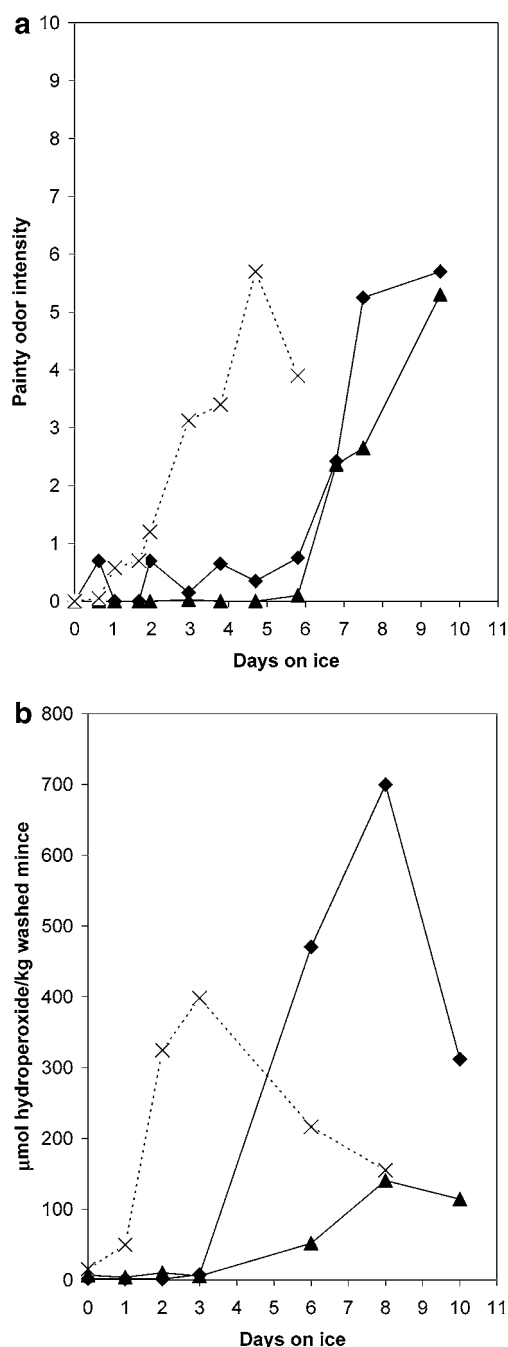 a
10
9
8
7
6
5
4
3
2
1
0
Painty odor intensity
0 1 2 3 4 5 6 7 8 9 10 11
Days on ice
b
800
700
600
500
400
300
200
100
0
µmol hydroperoxide/kg washed mince
0 1 2 3 4 5 6 7 8 9 10 11
Days on ice